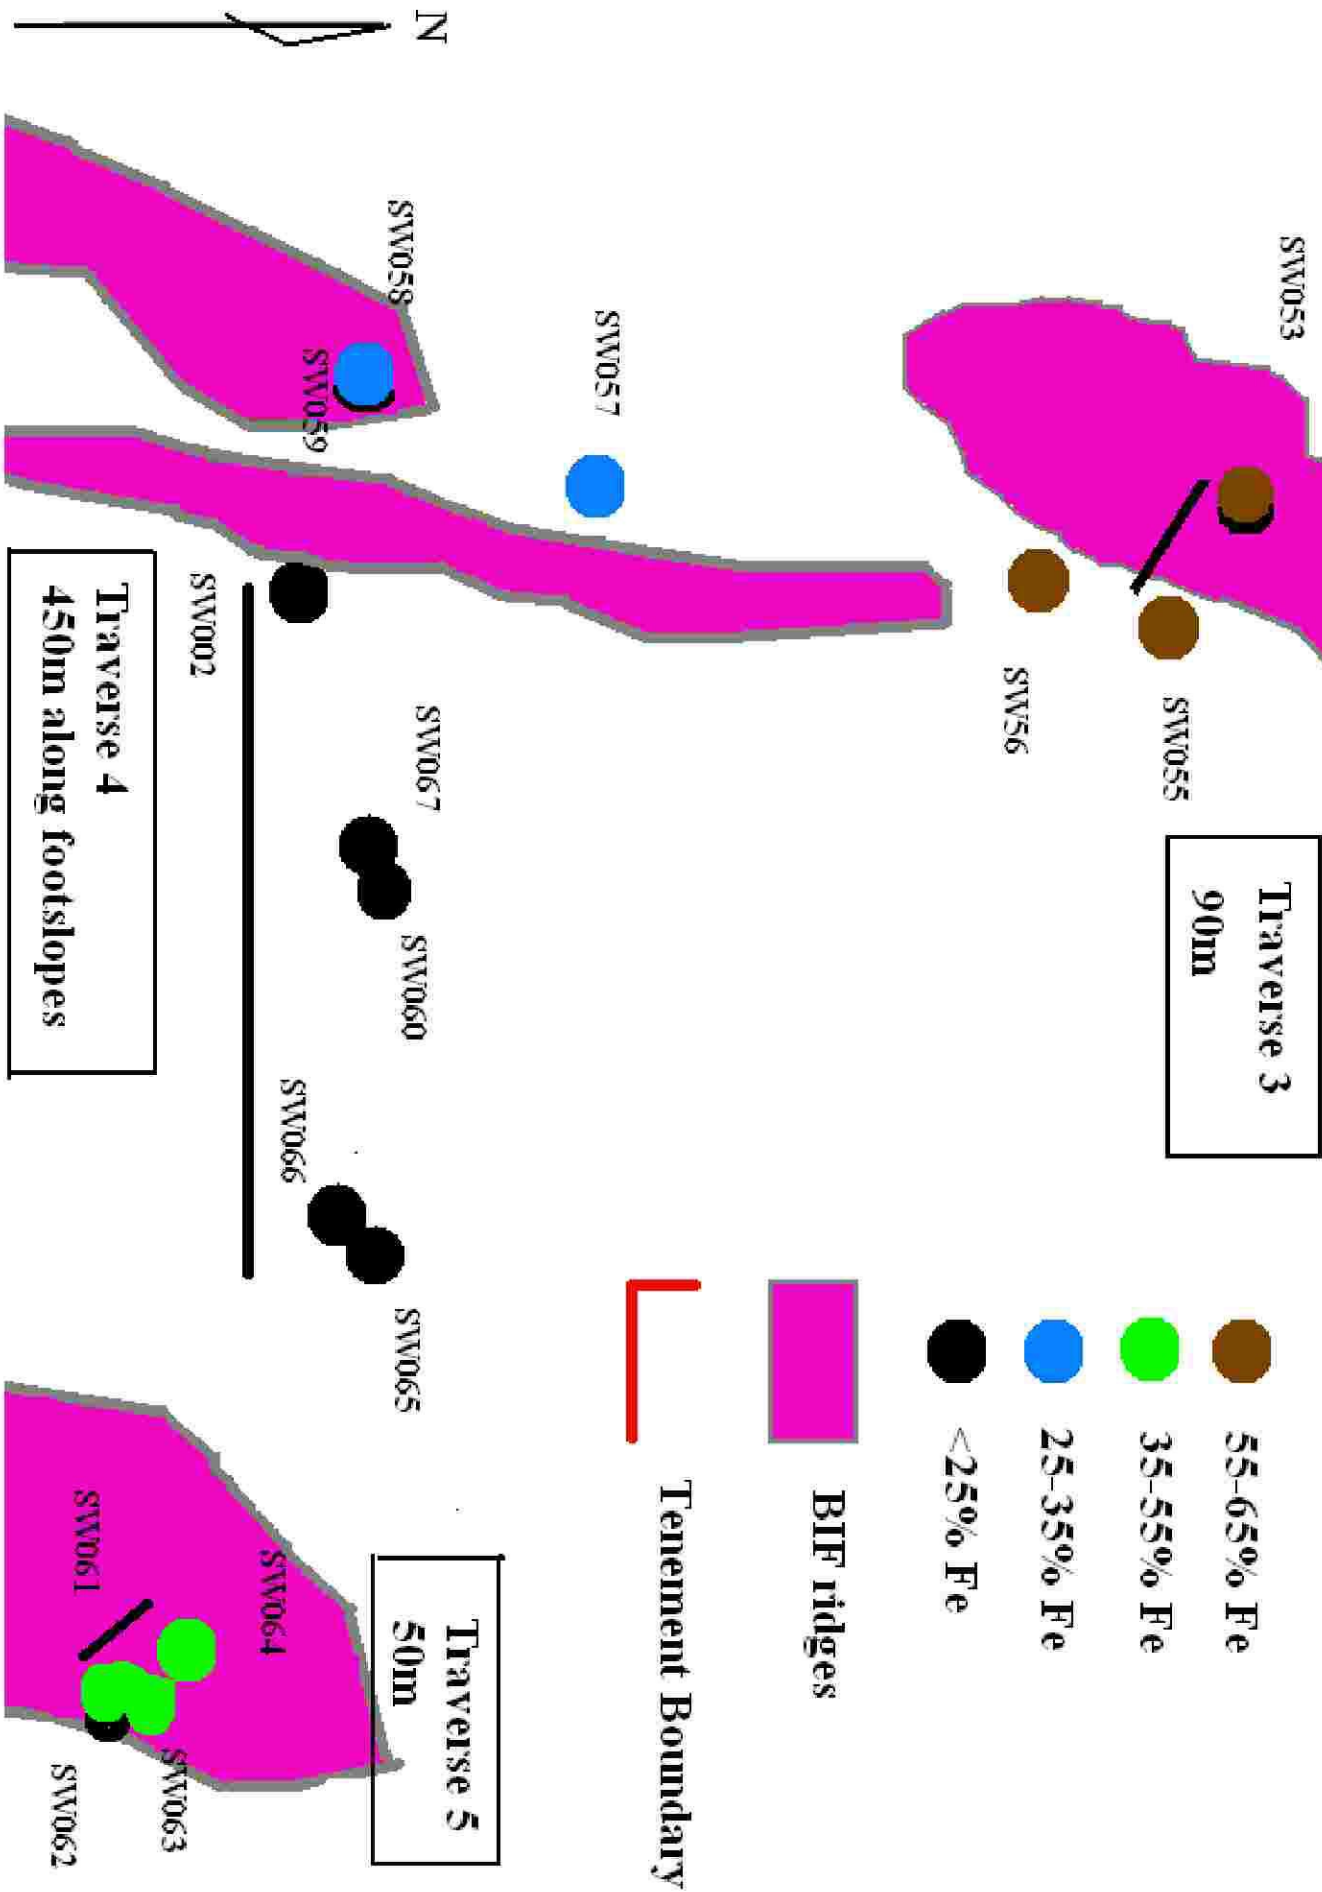 SW053
Traverse 3
90m
55-65% Fe
SW055
35-55% Fe
25-35% Fe
SW56
<25% Fe
BIF ridges
Tenement Boundary
SW057
Traverse 5
50m
N
SW067
SW058
SW060
SW065
SW059
SW066
SW064
SW002
SW063
Traverse 4
450m along footslopes
SW061
SW062